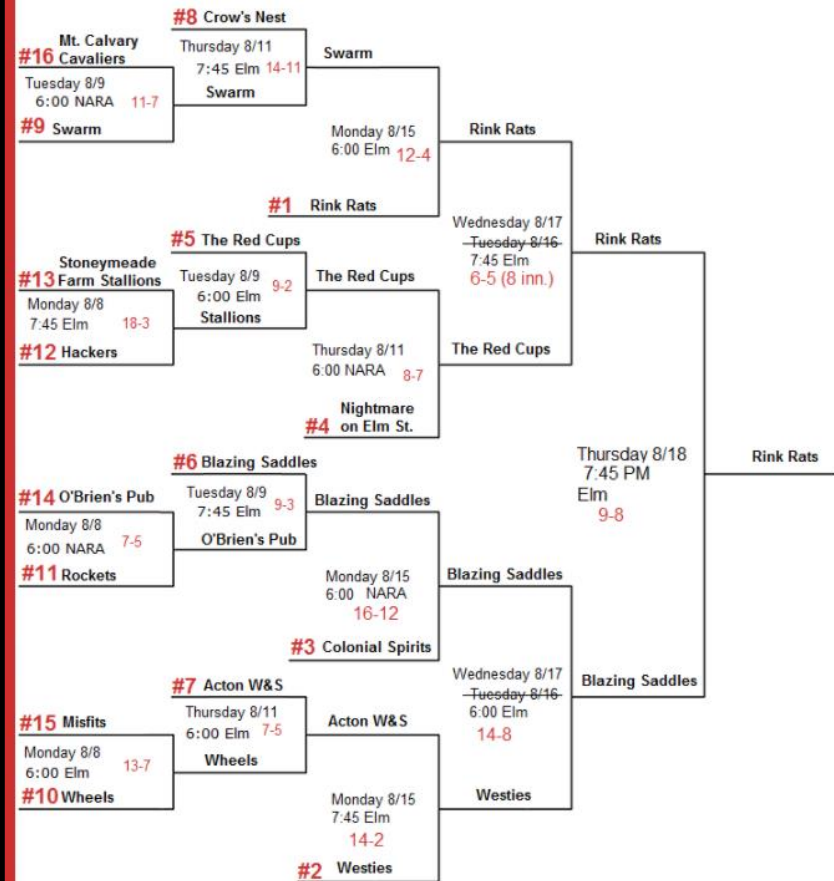 #8 Crow's Nest
Mt. Calvary
#16 Cavaliers
Thursday 8/11
7:45 Elm 14-11
Swarm
Tuesday 8/9
6:00 NARA 11-7
Swarm
#9 Swarm
Monday 8/15
6:00 Elm 12-4
Rink Rats
#1 Rink Rats
#5 The Red Cups
Stoneymeade
#13 Farm Stallions
Tuesday 8/9
6:00 Elm 9-2
Stallions
The Red Cups
Monday 8/8
7:45 Elm 18-3
#12 Hackers
Wednesday 8/17
Tuesday 8/16
7:45 Elm
6-5 (8 inn.)
Rink Rats
Thursday 8/11
6:00 NARA 8-7
The Red Cups
Nightmare
#4 on Elm St.
#6 Blazing Saddles
#14 O'Brien's Pub
Tuesday 8/9
7:45 Elm 9-3
Blazing Saddles
Monday 8/8
6:00 NARA 7-5
O'Brien's Pub
#11 Rockets
Thursday 8/18
7:45 PM
Elm
9-8
Rink Rats
Monday 8/15
6:00 NARA
16-12
Blazing Saddles
#3 Colonial Spirits
#7 Acton W&S
#15 Misfits
Thursday 8/11
6:00 Elm 7-5
Acton W&S
Monday 8/8
6:00 Elm 13-7
Wheels
#10 Wheels
Wednesday 8/17
Tuesday 8/16
6:00 Elm
14-8
Blazing Saddles
Monday 8/15
7:45 Elm
14-2
Westies
#2 Westies